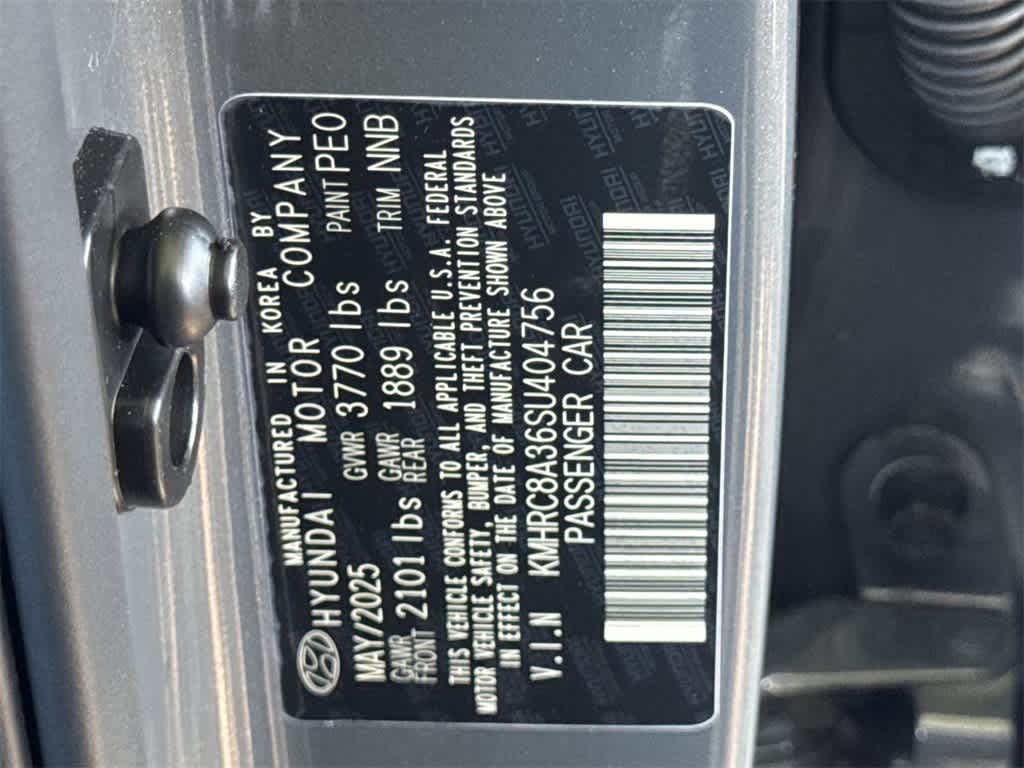 MANUFACTURED IN KOREA BY
HYUNDAI MOTOR COMPANY
MAY/2025 GVWR 3770 lbs PAINT PEO
GAWR FRONT 2101 lbs GAWR REAR 1889 lbs TRIM NNB
THIS VEHICLE CONFORMS TO ALL APPLICABLE U.S.A. FEDERAL
MOTOR VEHICLE SAFETY, BUMPER, AND THEFT PREVENTION STANDARDS
IN EFFECT ON THE DATE OF MANUFACTURE SHOWN ABOVE
V.I.N KMHRC8A36SU404756
PASSENGER CAR